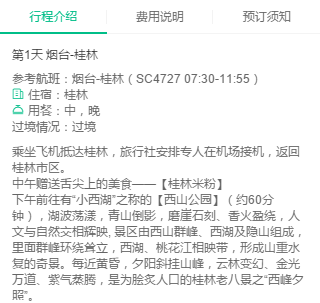 行程介绍 费用说明 预订须知
第1天 烟台-桂林
参考航班：烟台-桂林（SC4727 07:30-11:55）
住宿：桂林
用餐：中，晚
过境情况：过境
乘坐飞机抵达桂林，旅行社安排专人在机场接机，返回
桂林市区。
中午赠送舌尖上的美食——【桂林米粉】
下午前往有“小西湖”之称的【西山公园】（约60分
钟），湖波荡漾，青山倒影，磨崖石刻、香火盈绕，人
文与自然交相辉映, 景区由西山群峰、西湖及隐山组成，
里面群峰环绕耸立，西湖、桃花江相映带，形成山重水
复的奇景。每近黄昏，夕阳斜挂山峰，云林变幻、金光
万道、紫气蒸腾，是为脍炙人口的桂林老八景之“西峰夕
照”。